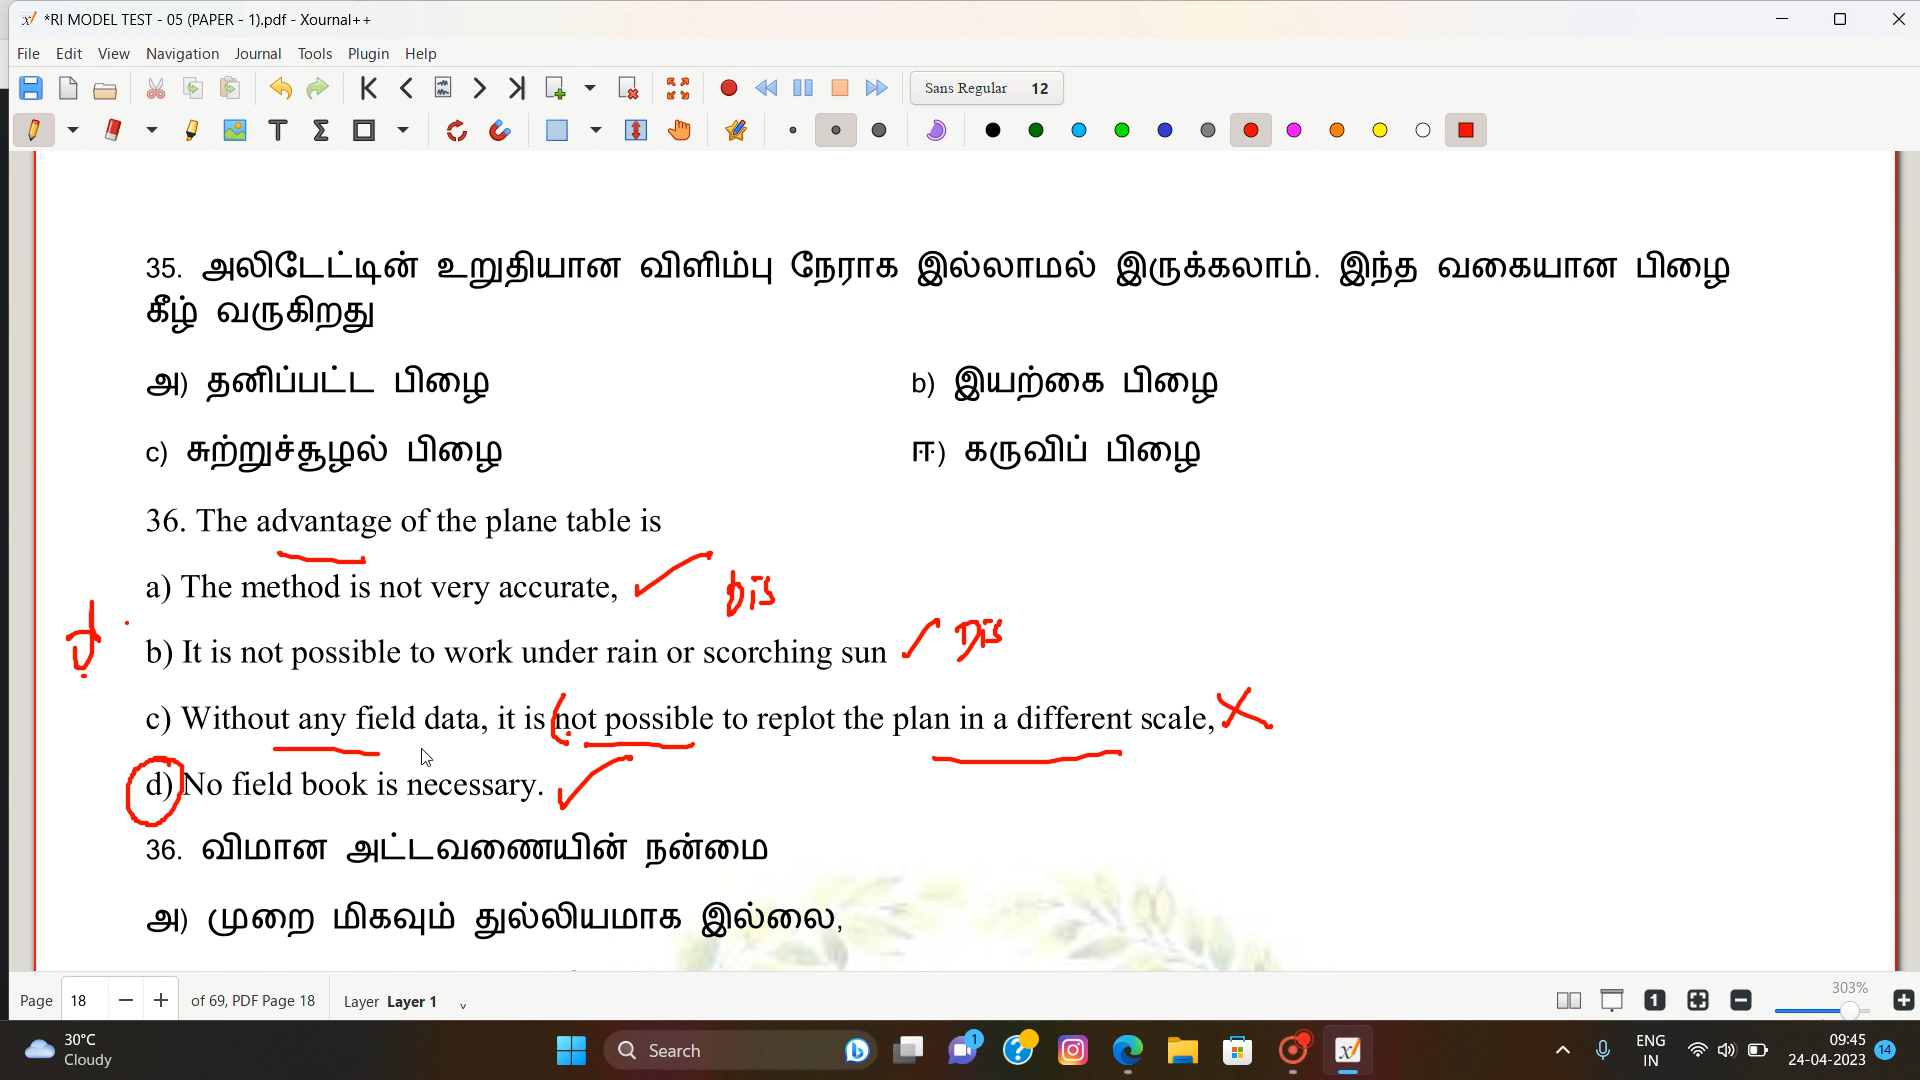 *RI MODEL TEST - 05 (PAPER - 1).pdf - Xournal++
File Edit View Navigation Journal Tools Plugin Help
Sans Regular 12
35. அலிடேட்டின் உறுதியான விளிம்பு நேராக இல்லாமல் இருக்கலாம். இந்த வகையான பிழை
கீழ் வருகிறது
அ) தனிப்பட்ட பிழை b) இயற்கை பிழை
c) சுற்றுச்சூழல் பிழை ஈ) கருவிப் பிழை
36. The advantage of the plane table is
a) The method is not very accurate, Dis
b) It is not possible to work under rain or scorching sun Dis
c) Without any field data, it is not possible to replot the plan in a different scale,
d) No field book is necessary.
36. விமான அட்டவணையின் நன்மை
அ) முறை மிகவும் துல்லியமாக இல்லை,
Page 18 of 69, PDF Page 18 Layer Layer 1 303%
30°C
Cloudy
Search
ENG
IN
09:45
24-04-2023
14
1